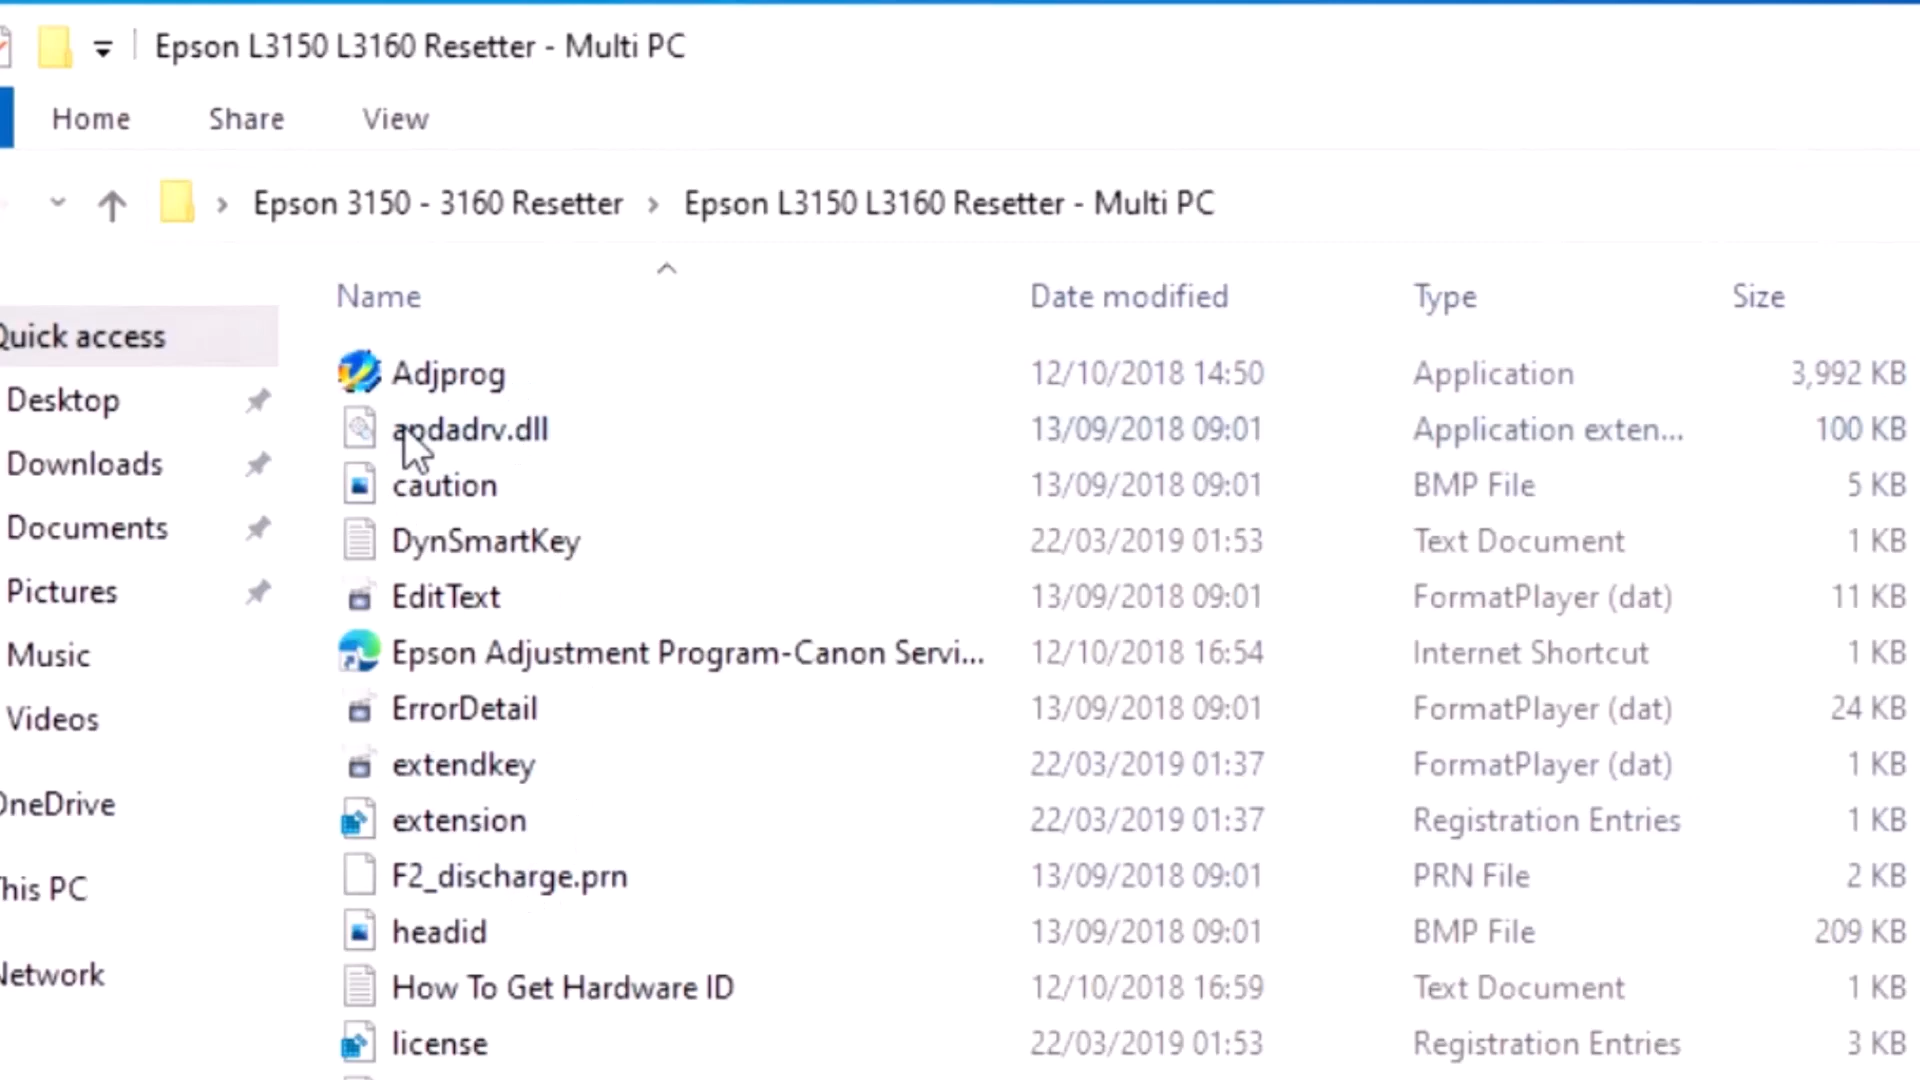 Epson L3150 L3160 Resetter - Multi PC
Home Share View
Epson 3150 - 3160 Resetter › Epson L3150 L3160 Resetter - Multi PC
Name Date modified Type Size
Quick access
Desktop
Downloads
Documents
Pictures
Music
Videos
OneDrive
This PC
Network
Adjprog 12/10/2018 14:50 Application 3,992 KB
apdadrv.dll 13/09/2018 09:01 Application exten... 100 KB
caution 13/09/2018 09:01 BMP File 5 KB
DynSmartKey 22/03/2019 01:53 Text Document 1 KB
EditText 13/09/2018 09:01 FormatPlayer (dat) 11 KB
Epson Adjustment Program-Canon Servi... 12/10/2018 16:54 Internet Shortcut 1 KB
ErrorDetail 13/09/2018 09:01 FormatPlayer (dat) 24 KB
extendkey 22/03/2019 01:37 FormatPlayer (dat) 1 KB
extension 22/03/2019 01:37 Registration Entries 1 KB
F2_discharge.prn 13/09/2018 09:01 PRN File 2 KB
headid 13/09/2018 09:01 BMP File 209 KB
How To Get Hardware ID 12/10/2018 16:59 Text Document 1 KB
license 22/03/2019 01:53 Registration Entries 3 KB